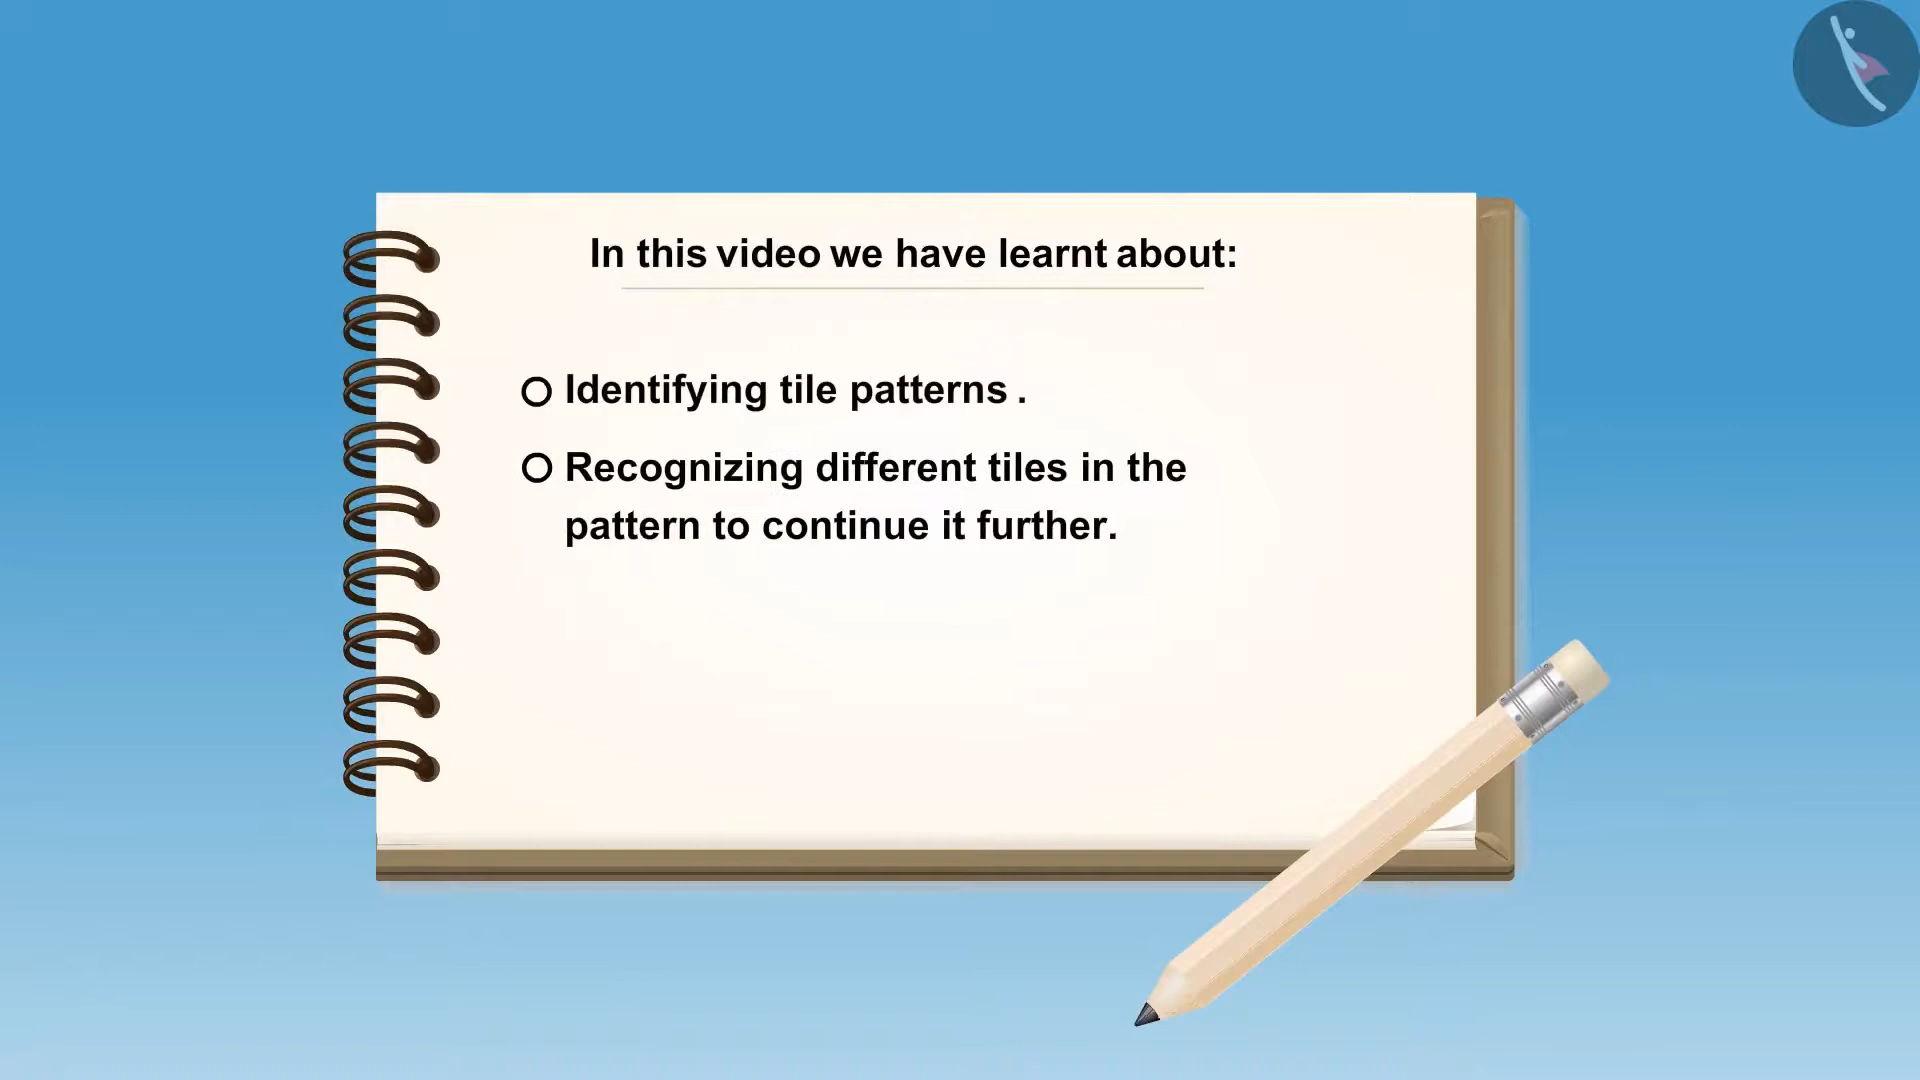 In this video we have learnt about:
Identifying tile patterns .
Recognizing different tiles in the
pattern to continue it further.